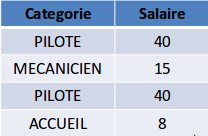 Categorie Salaire
PILOTE 40
MECANICIEN 15
PILOTE 40
ACCUEIL 8